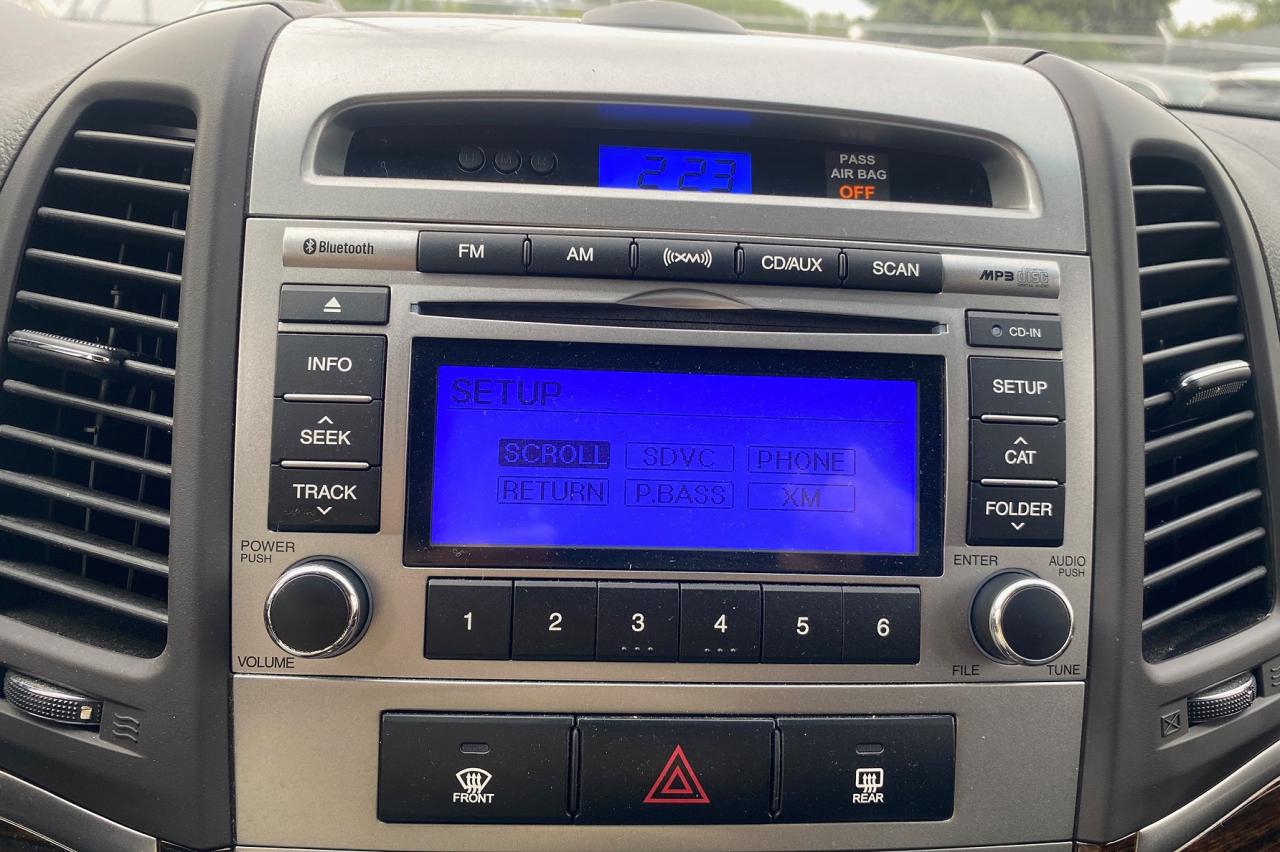 2 23
PASS
AIR BAG
OFF
Bluetooth
FM
AM
((XM))
CD/AUX
SCAN
MP3
disc
DIGITAL AUDIO
CD-IN
INFO
SEEK
TRACK
SETUP
SCROLL
SDVC
PHONE
RETURN
P.BASS
XM
SETUP
CAT
FOLDER
POWER
PUSH
VOLUME
ENTER
AUDIO
PUSH
FILE
TUNE
1
2
3
4
5
6
FRONT
REAR